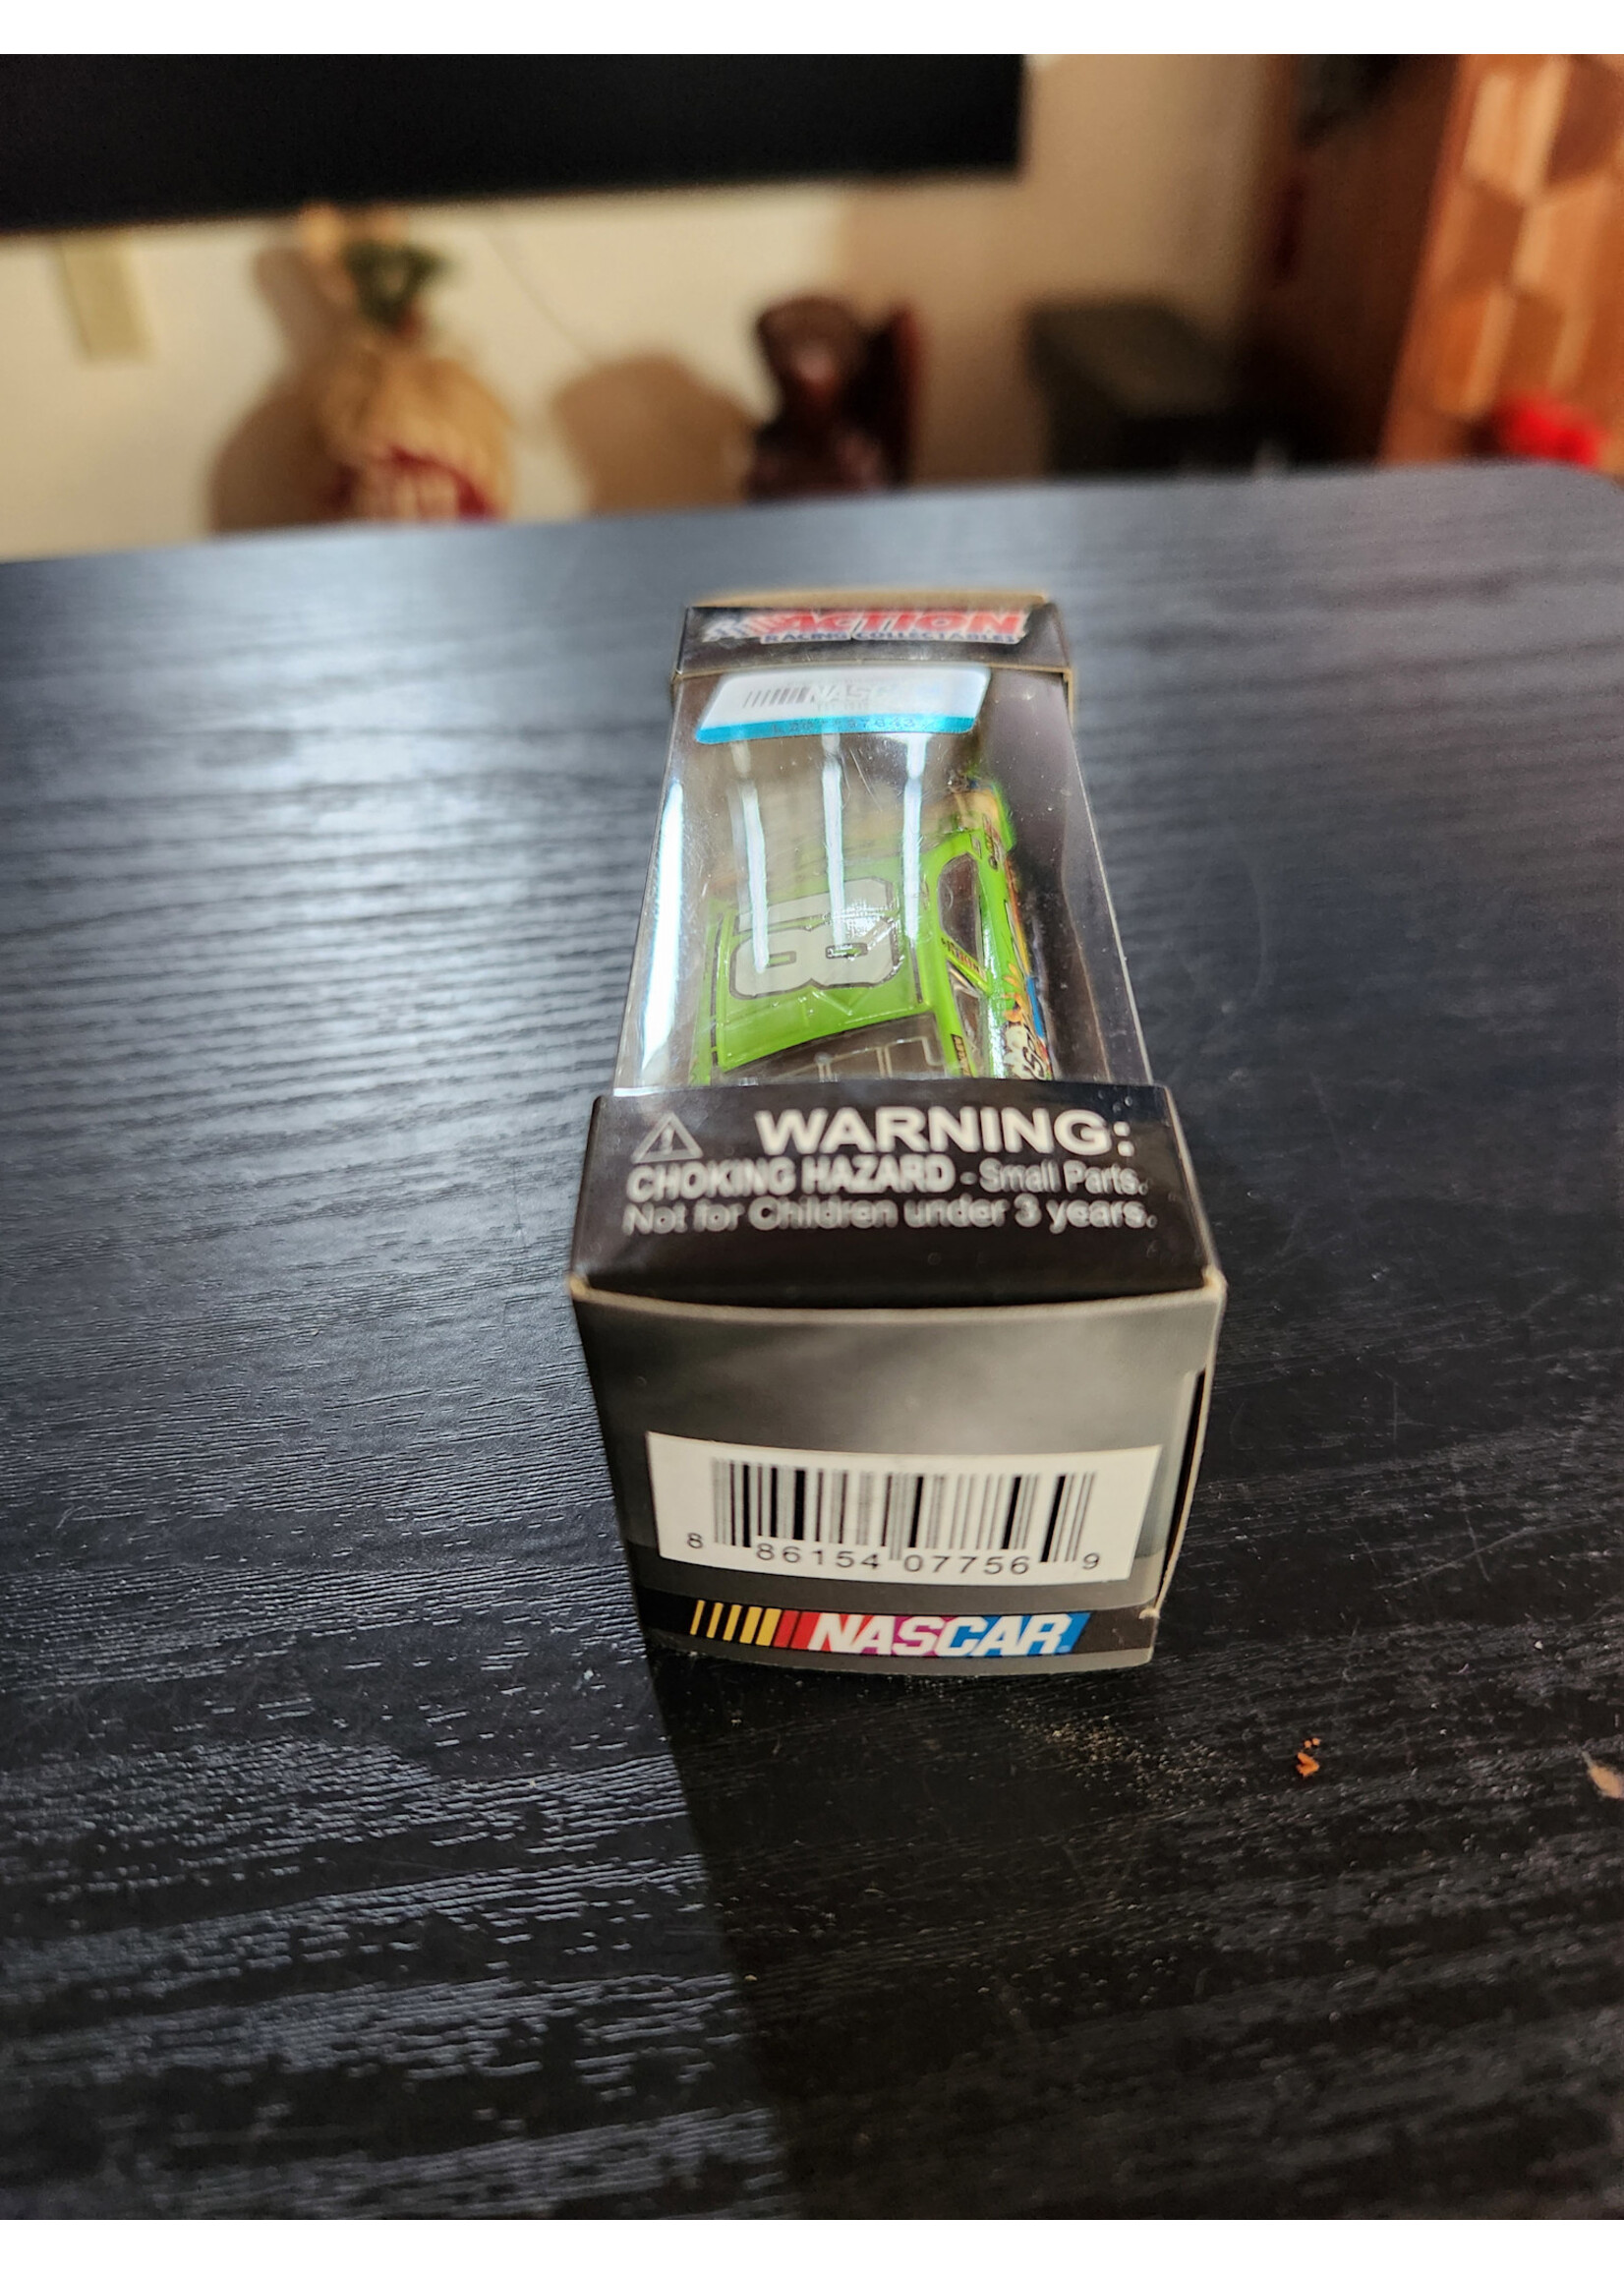 ACTION
RACING COLLECTABLES
NASCAR
18
WARNING:
CHOKING HAZARD - Small Parts.
Not for Children under 3 years.
8 86154 07756 9
NASCAR